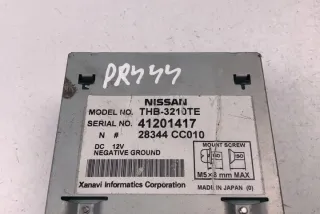 PR444
NISSAN
MODEL NO. THB-3210TE
SERIAL NO. 41201417
N # 28344 CC010
DC 12V
NEGATIVE GROUND
MOUNT SCREW
M5×8 mm MAX
Xanavi Informatics Corporation
MADE IN JAPAN (0)